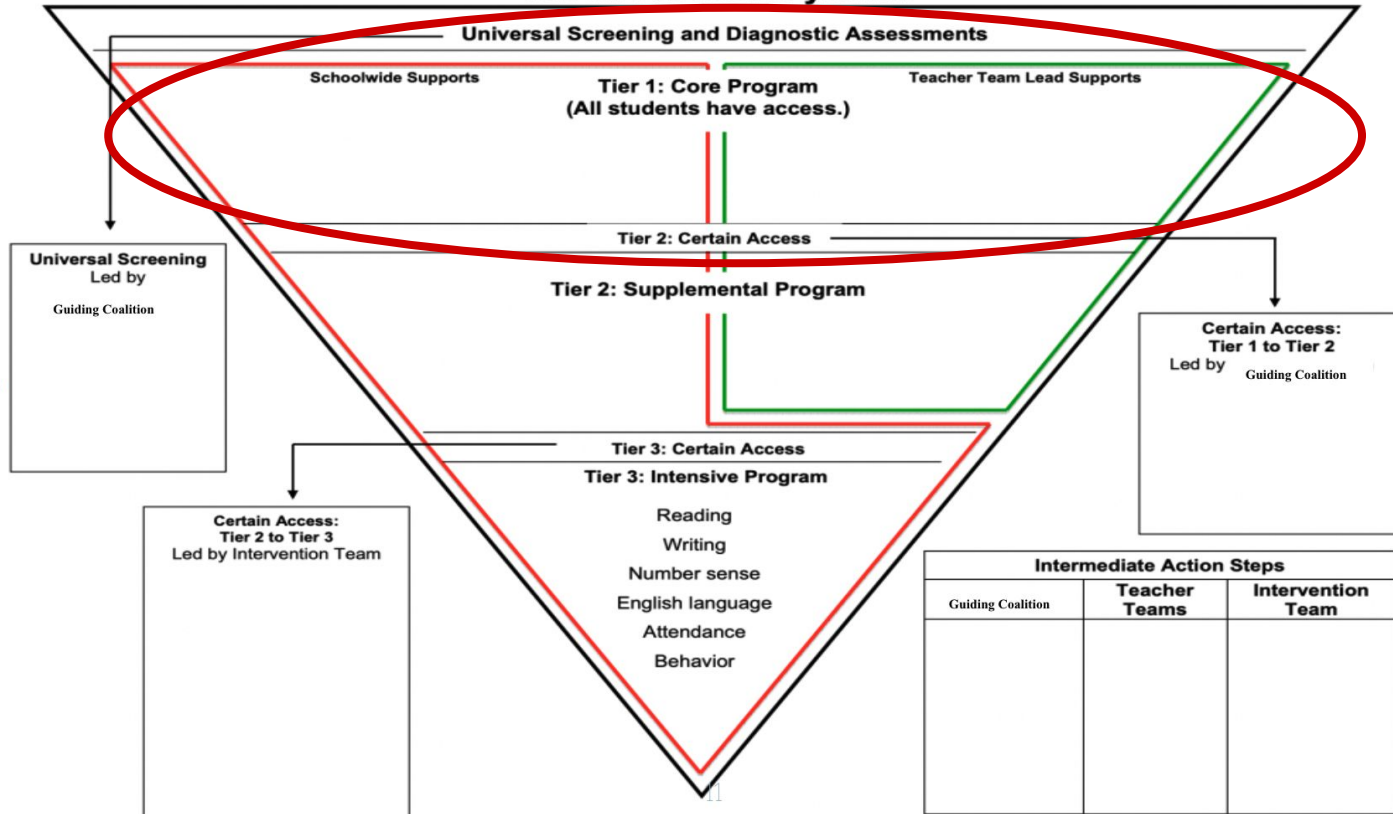 Universal Screening and Diagnostic Assessments
Schoolwide Supports
Teacher Team Lead Supports
Tier 1: Core Program
(All students have access.)
Tier 2: Certain Access
Universal Screening
Led by
Guiding Coalition
Tier 2: Supplemental Program
Certain Access:
Tier 1 to Tier 2
Led by Guiding Coalition
Tier 3: Certain Access
Tier 3: Intensive Program
Reading
Writing
Number sense
English language
Attendance
Behavior
Certain Access:
Tier 2 to Tier 3
Led by Intervention Team
Intermediate Action Steps
Guiding Coalition
Teacher
Teams
Intervention
Team
11